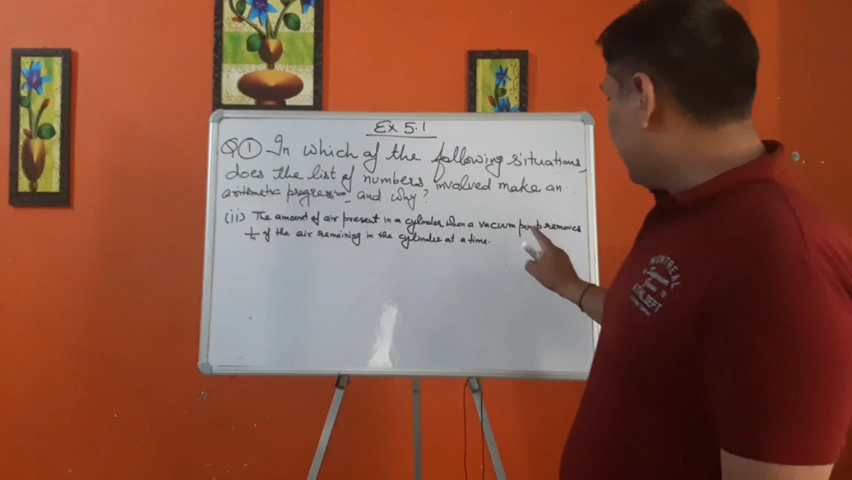 Ex 5.1
Q1 In which of the following situations,
does the list of numbers involved make an
arithmetic progression, and why?
(ii) The amount of air present in a cylinder when a vacuum pump removes
of the air remaining in the cylinder at a time.
MONTREAL